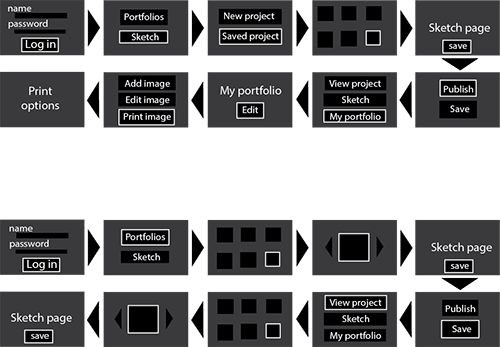 name
password
Log in
Portfolios
Sketch
New project
Saved project
Sketch page
save
Publish
Save
View project
Sketch
My portfolio
My portfolio
Edit
Add image
Edit image
Print image
Print
options
name
password
Log in
Portfolios
Sketch
Sketch page
save
Publish
Save
View project
Sketch
My portfolio
Sketch page
save